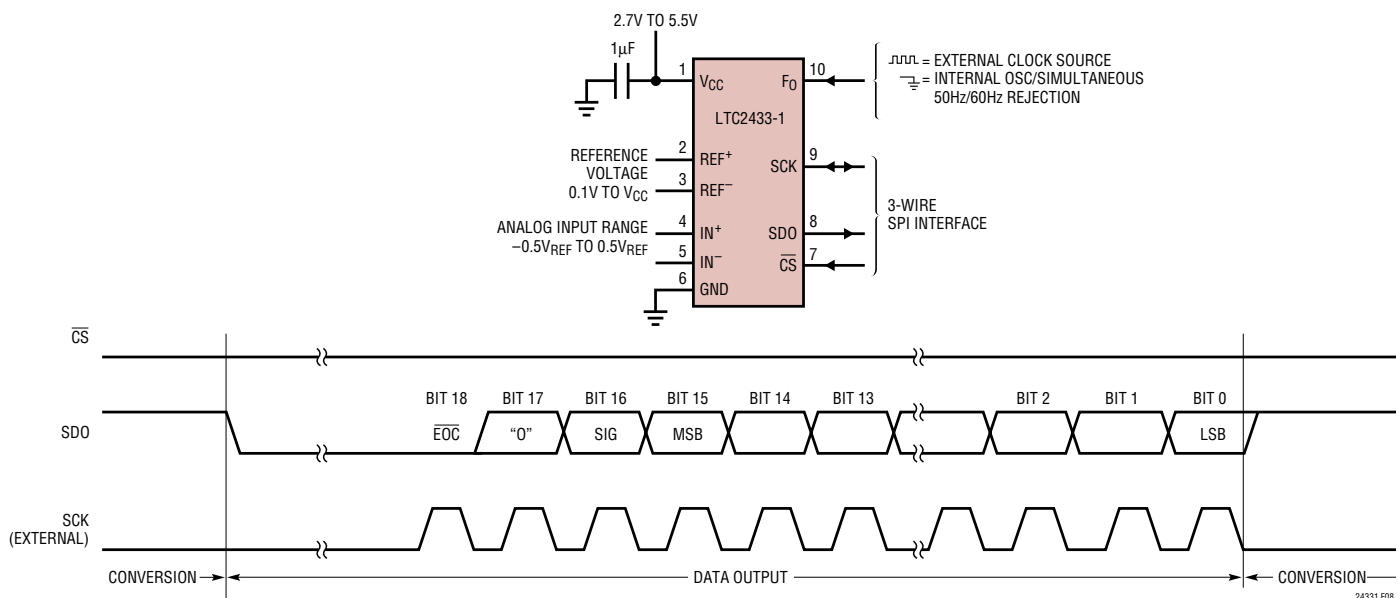 2.7V TO 5.5V
1µF
1
VCC
FO
10
= EXTERNAL CLOCK SOURCE
= INTERNAL OSC/SIMULTANEOUS
50Hz/60Hz REJECTION
LTC2433-1
REFERENCE
VOLTAGE
0.1V TO VCC
2
REF+
3
REF–
SCK
9
ANALOG INPUT RANGE
–0.5VREF TO 0.5VREF
4
IN+
5
IN–
6
GND
SDO
8
CS
7
3-WIRE
SPI INTERFACE
CS
BIT 18
BIT 17
BIT 16
BIT 15
BIT 14
BIT 13
BIT 2
BIT 1
BIT 0
SDO
EOC
“O”
SIG
MSB
LSB
SCK
(EXTERNAL)
CONVERSION
DATA OUTPUT
CONVERSION
24331 F08